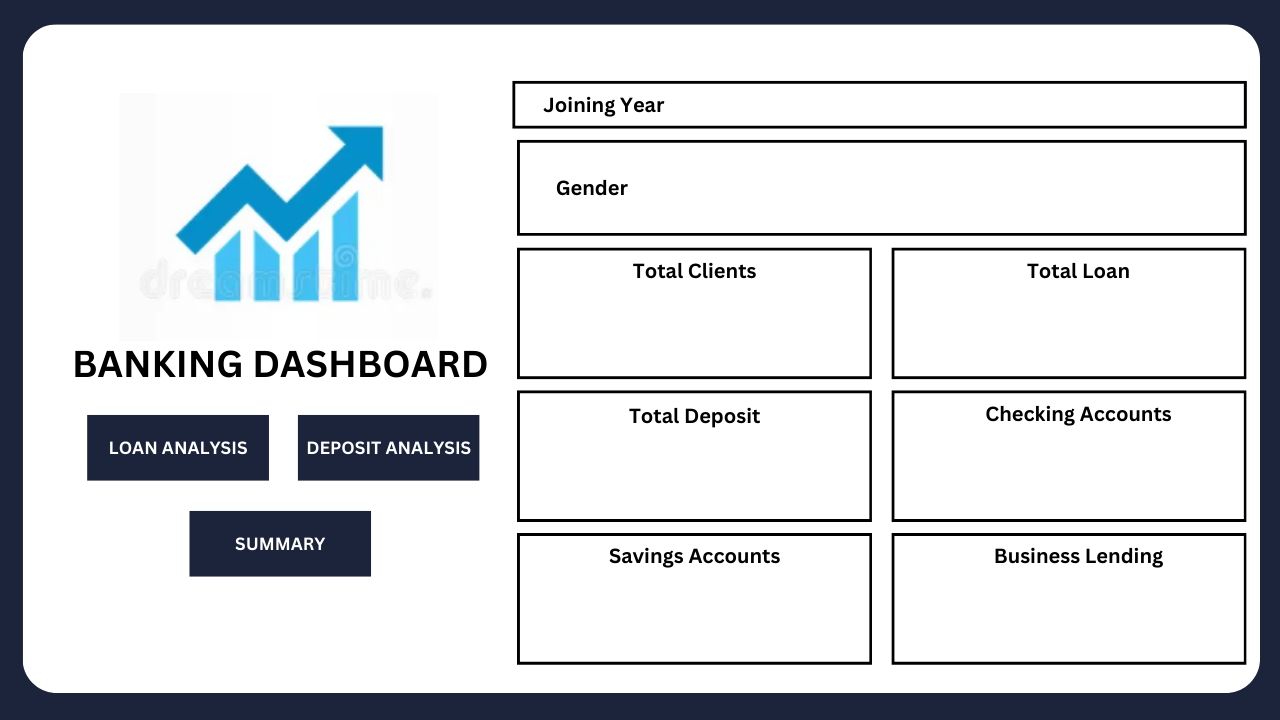 dreamstime.
BANKING DASHBOARD
LOAN ANALYSIS
DEPOSIT ANALYSIS
SUMMARY
Joining Year
Gender
Total Clients
Total Loan
Total Deposit
Checking Accounts
Savings Accounts
Business Lending